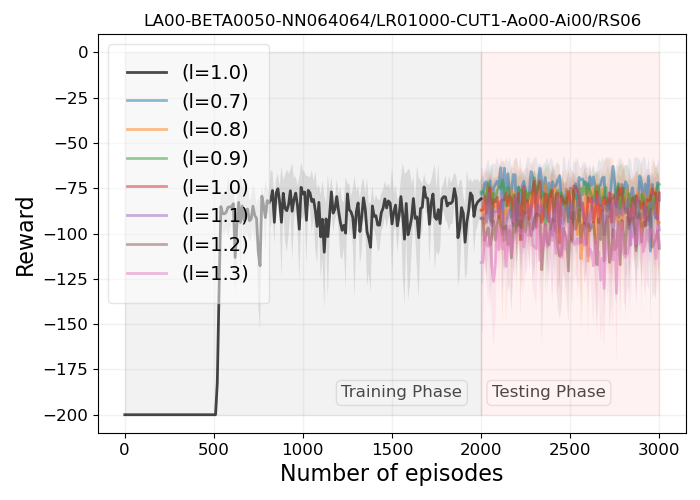 LA00-BETA0050-NN064064/LR01000-CUT1-Ao00-Ai00/RS06
Reward
0
−25
−50
−75
−100
−125
−150
−175
−200
(l=1.0)
(l=0.7)
(l=0.8)
(l=0.9)
(l=1.0)
(l=1.1)
(l=1.2)
(l=1.3)
Training Phase
Testing Phase
0 500 1000 1500 2000 2500 3000
Number of episodes